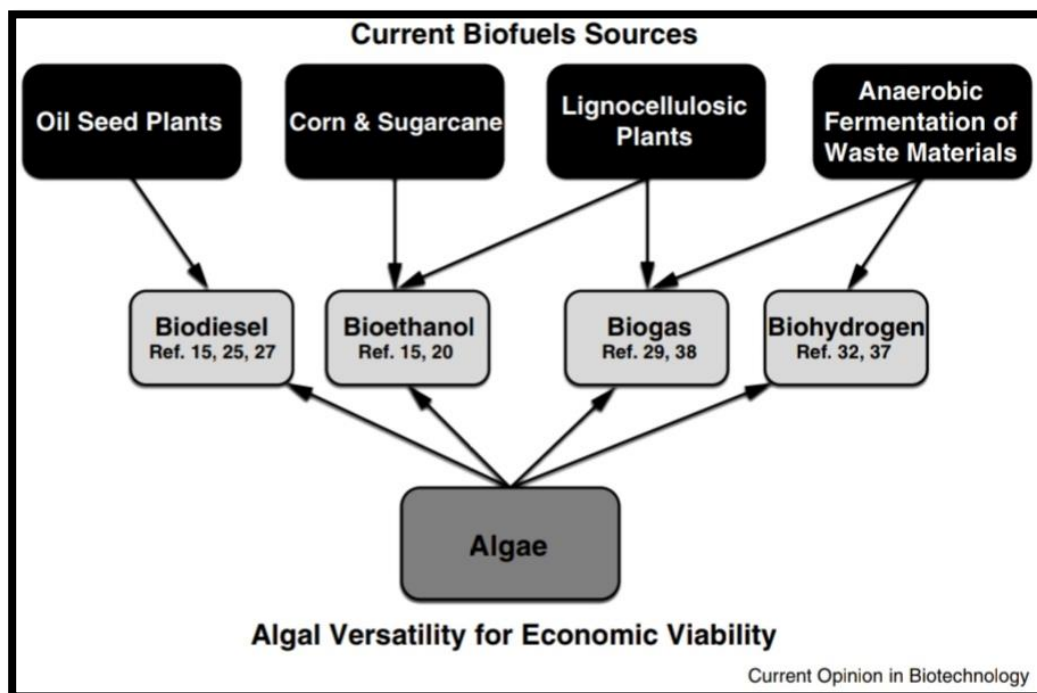 Current Biofuels Sources
Oil Seed Plants
Corn & Sugarcane
Lignocellulosic
Plants
Anaerobic
Fermentation of
Waste Materials
Biodiesel
Ref. 15, 25, 27
Bioethanol
Ref. 15, 20
Biogas
Ref. 29, 38
Biohydrogen
Ref. 32, 37
Algae
Algal Versatility for Economic Viability
Current Opinion in Biotechnology